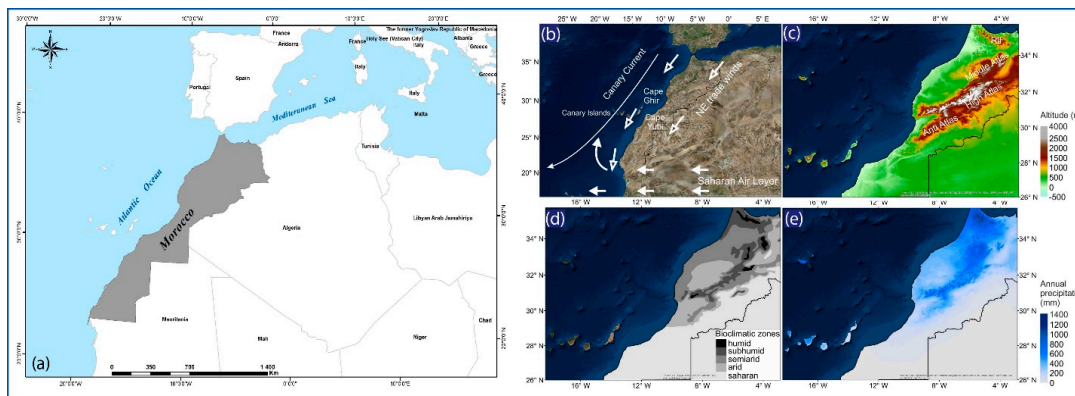 30°0'0"W
20°0'0"W
10°0'0"W
0°0'0"
10°0'0"E
20°0'0"E
France
Andorra
France
Italy
Holy See (Vatican City)
The former Yugoslav Republic of Macedonia
Italy
Albania
Greece
Greece
Portugal
Spain
Italy
Italy
Malta
Mediterranean Sea
Tunisia
Atlantic Ocean
Morocco
Algeria
Libyan Arab Jamahiriya
Mauritania
Mali
Niger
Chad
(a)
0
350
700
1 400
Km
20°0'0"W
10°0'0"W
0°0'0"
10°0'0"E
25°W
20°W
15°W
10°W
5°W
0°
5°E
(b)
35°N
30°N
25°N
20°N
Canary Current
Canary Islands
Cape Ghir
Cape Yubi
NE trade winds
Saharan Air Layer
16°W
12°W
8°W
4°W
(c)
Rif
Middle Atlas
High Atlas
Anti Atlas
34°N
32°N
30°N
28°N
26°N
Altitude (m
4000
3000
2000
1500
1000
500
0
-500
16°W
12°W
8°W
4°W
(d)
34°N
32°N
30°N
28°N
26°N
Bioclimatic zones
humid
subhumid
semiarid
arid
saharan
16°W
12°W
8°W
4°W
(e)
34°N
32°N
30°N
28°N
26°N
Annual
precipitati
(mm)
1400
1200
1000
800
600
400
200
0
16°W
12°W
8°W
4°W